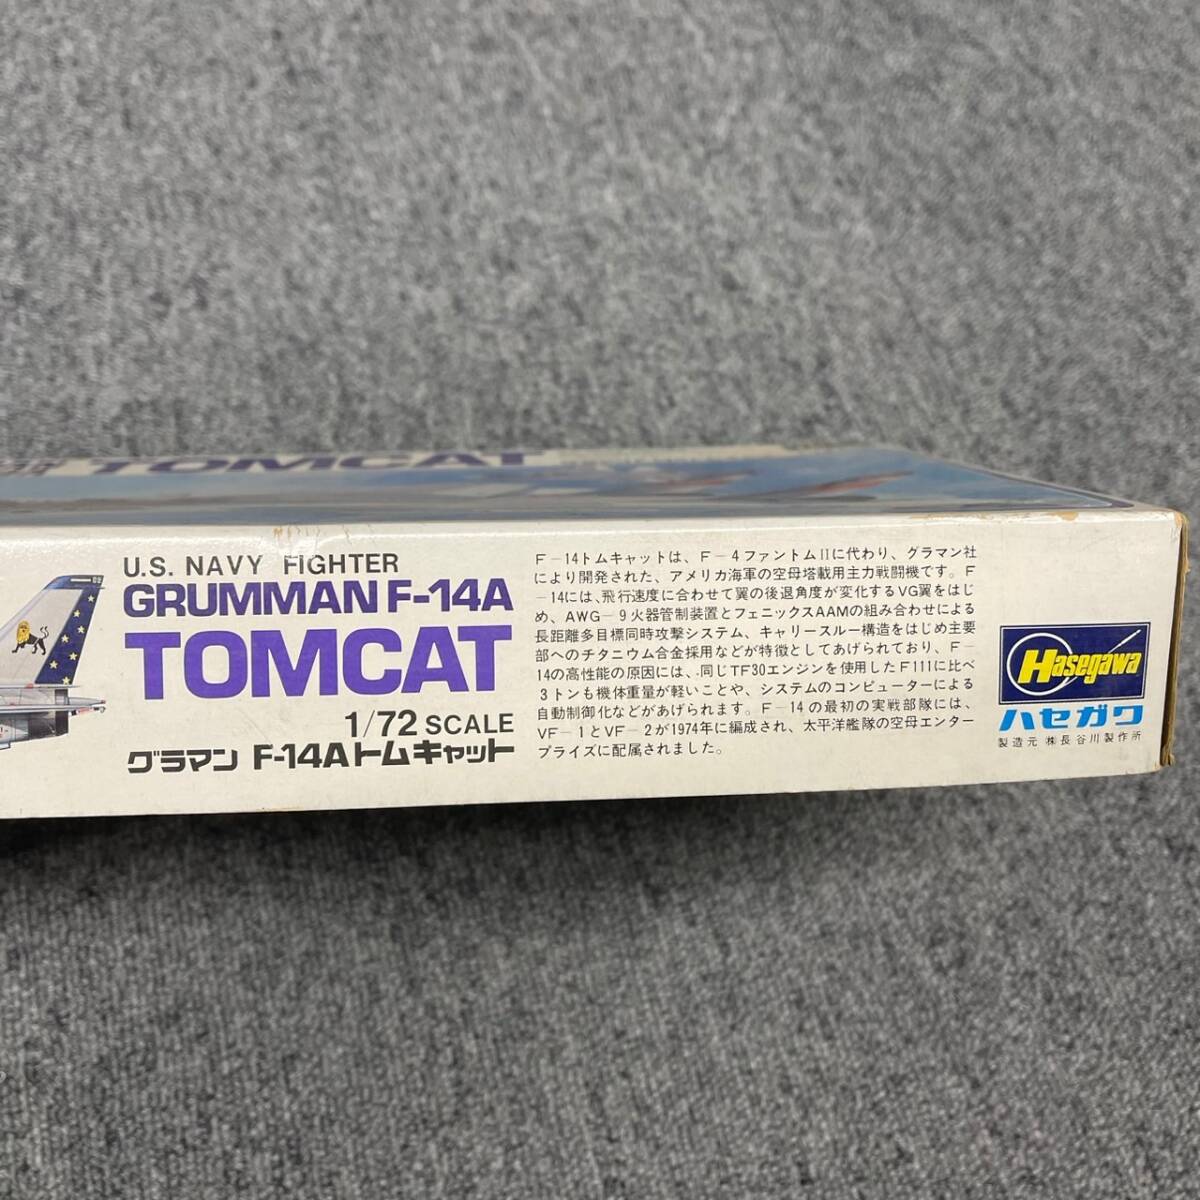 TOMCAT
09
U.S. NAVY FIGHTER
GRUMMAN F-14A
TOMCAT
1/72 SCALE
グラマン F-14A トムキャット
F-14トムキャットは、F-4ファントムIIに代わり、グラマン社
により開発された、アメリカ海軍の空母塔載用主力戦闘機です。F
-14には、飛行速度に合わせて翼の後退角度が変化するVG翼をはじ
め、AWG-9火器管制装置とフェニックスAAMの組み合わせによる
長距離多目標同時攻撃システム、キャリースルー構造をはじめ主要
部へのチタニウム合金採用などが特徴としてあげられており、F-
14の高性能の原因には、同じTF30エンジンを使用したF111に比べ
3トンも機体重量が軽いことや、システムのコンピューターによる
自動制御化などがあげられます。F-14の最初の実戦部隊には、
VF-1とVF-2が1974年に編成され、太平洋艦隊の空母エンター
プライズに配属されました。
Hasegawa
ハセガワ
製造元 ㈱長谷川製作所